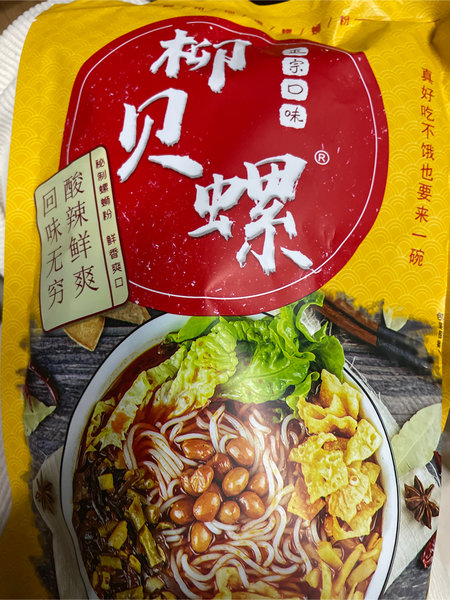 柳贝螺®
正宗口味
真好吃不饿也要来一碗
秘制螺蛳粉 鲜香爽口
酸辣鲜爽
回味无穷